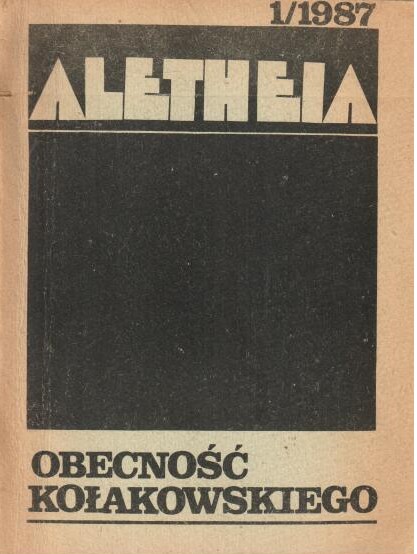 1/1987
ALETHEIA
OBECNOŚĆ
KOŁAKOWSKIEGO